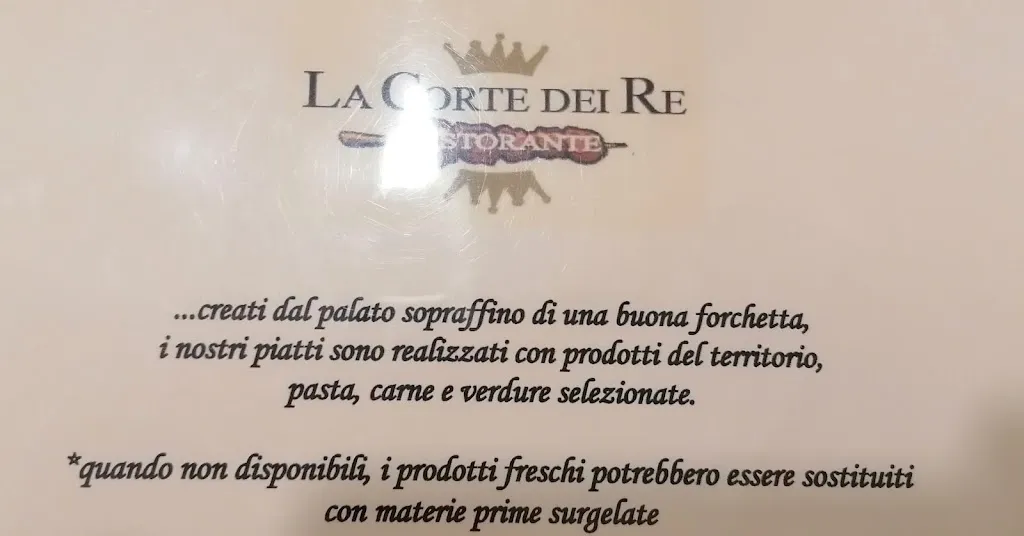 LA CORTE DEI RE
RISTORANTE
...creati dal palato sopraffino di una buona forchetta,
i nostri piatti sono realizzati con prodotti del territorio,
pasta, carne e verdure selezionate.
*quando non disponibili, i prodotti freschi potrebbero essere sostituiti
con materie prime surgelate